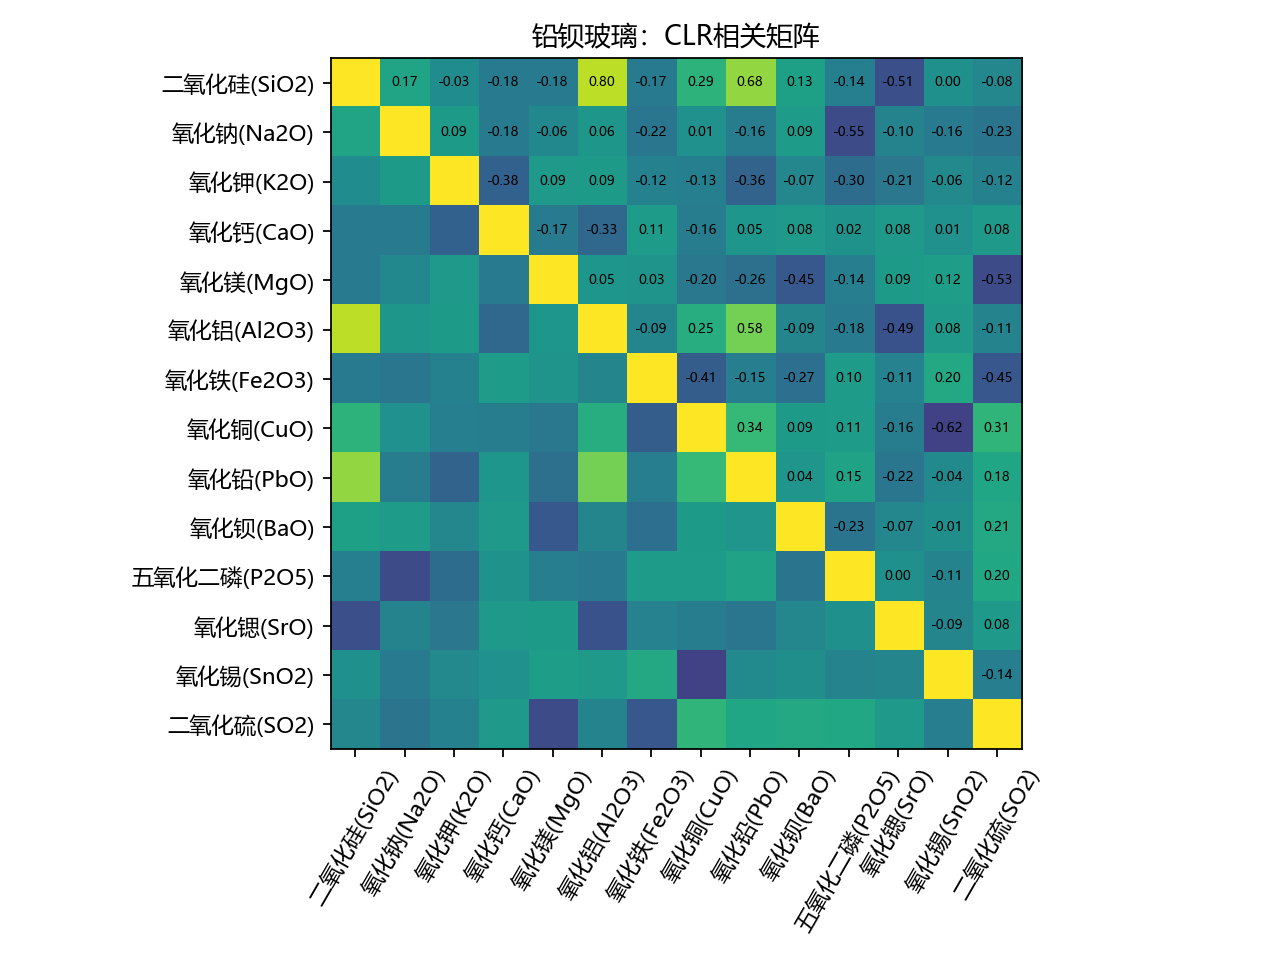 铅钡玻璃：CLR相关矩阵
二氧化硅(SiO2) 0.17 -0.03 -0.18 -0.18 0.80 -0.17 0.29 0.68 0.13 -0.14 -0.51 0.00 -0.08
氧化钠(Na2O) 0.09 -0.18 -0.06 0.06 -0.22 0.01 -0.16 0.09 -0.55 -0.10 -0.16 -0.23
氧化钾(K2O) -0.38 0.09 0.09 -0.12 -0.13 -0.36 -0.07 -0.30 -0.21 -0.06 -0.12
氧化钙(CaO) -0.17 -0.33 0.11 -0.16 0.05 0.08 0.02 0.08 0.01 0.08
氧化镁(MgO) 0.05 0.03 -0.20 -0.26 -0.45 -0.14 0.09 0.12 -0.53
氧化铝(Al2O3) -0.09 0.25 0.58 -0.09 -0.18 -0.49 0.08 -0.11
氧化铁(Fe2O3) -0.41 -0.15 -0.27 0.10 -0.11 0.20 -0.45
氧化铜(CuO) 0.34 0.09 0.11 -0.16 -0.62 0.31
氧化铅(PbO) 0.04 0.15 -0.22 -0.04 0.18
氧化钡(BaO) -0.23 -0.07 -0.01 0.21
五氧化二磷(P2O5) 0.00 -0.11 0.20
氧化锶(SrO) -0.09 0.08
氧化锡(SnO2) -0.14
二氧化硫(SO2)
二氧化硅(SiO2)
氧化钠(Na2O)
氧化钾(K2O)
氧化钙(CaO)
氧化镁(MgO)
氧化铝(Al2O3)
氧化铁(Fe2O3)
氧化铜(CuO)
氧化铅(PbO)
氧化钡(BaO)
五氧化二磷(P2O5)
氧化锶(SrO)
氧化锡(SnO2)
二氧化硫(SO2)